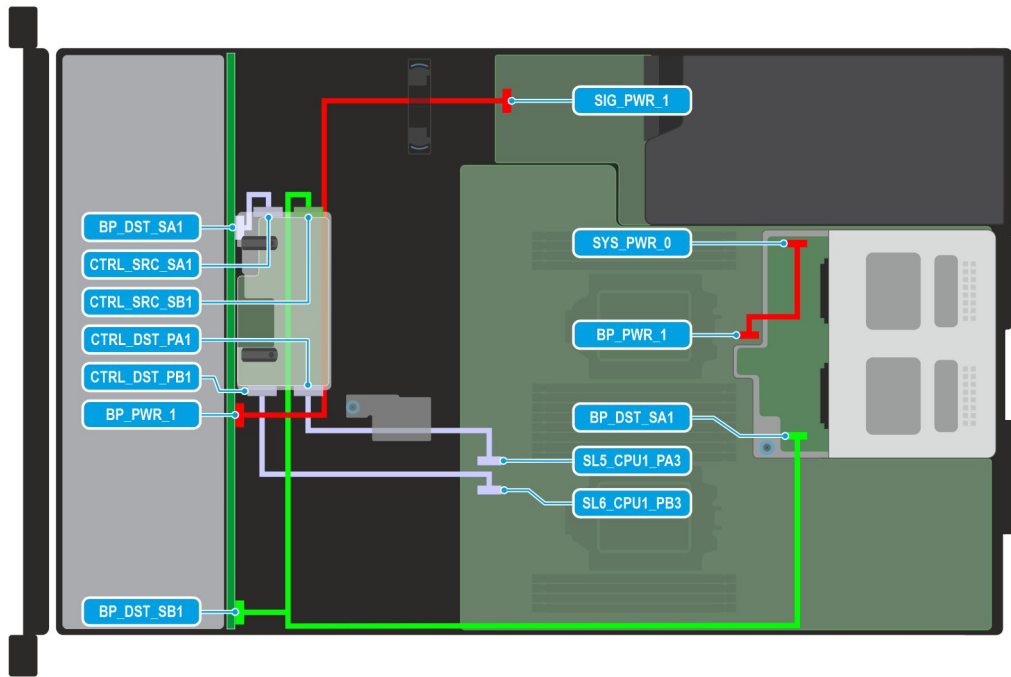 SIG_PWR_1
BP_DST_SA1
CTRL_SRC_SA1
CTRL_SRC_SB1
CTRL_DST_PA1
CTRL_DST_PB1
BP_PWR_1
BP_DST_SB1
SYS_PWR_0
BP_PWR_1
BP_DST_SA1
SL5_CPU1_PA3
SL6_CPU1_PB3